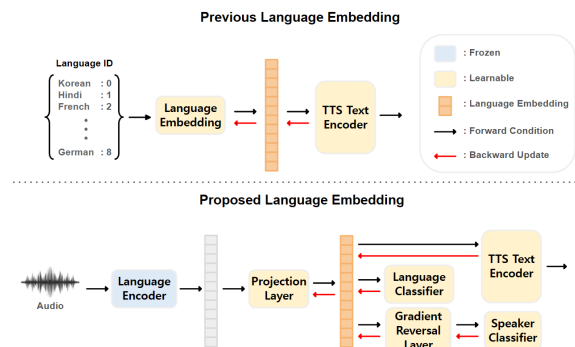 Previous Language Embedding
Language ID
Korean : 0
Hindi : 1
French : 2
German : 8
Language
Embedding
TTS Text
Encoder
: Frozen
: Learnable
: Language Embedding
: Forward Condition
: Backward Update
Proposed Language Embedding
Audio
Language
Encoder
Projection
Layer
Language
Classifier
TTS Text
Encoder
Gradient
Reversal
Layer
Speaker
Classifier